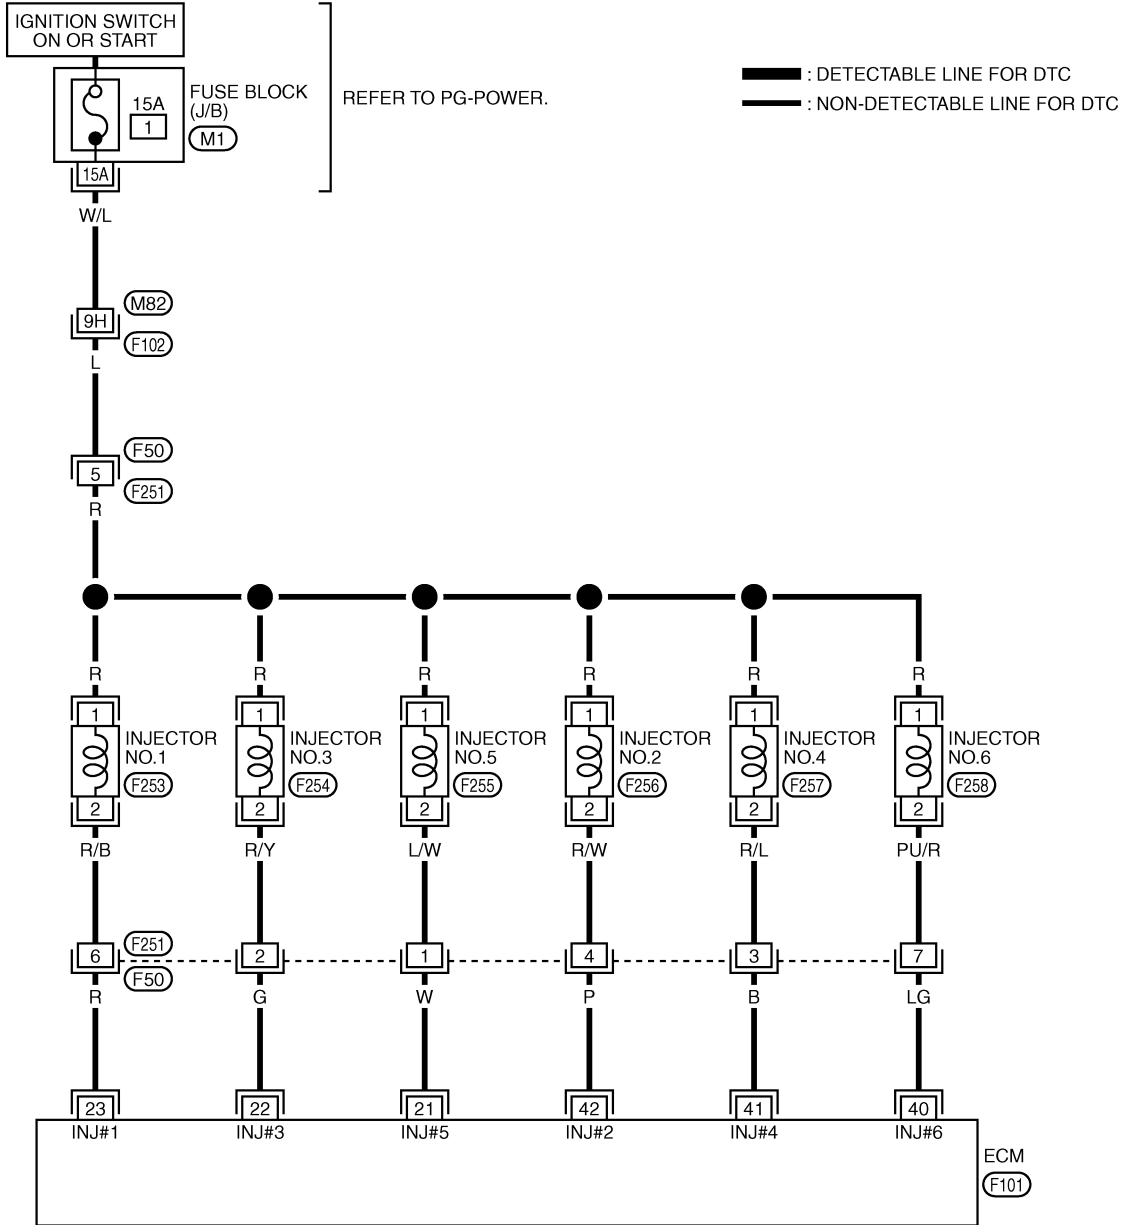 IGNITION SWITCH
ON OR START
FUSE BLOCK
(J/B)
M1
15A
1
15A
REFER TO PG-POWER.
: DETECTABLE LINE FOR DTC
: NON-DETECTABLE LINE FOR DTC
W/L
M82
9H
F102
L
F50
5
F251
R
R R R R R R
1 1 1 1 1 1
INJECTOR
NO.1
F253
INJECTOR
NO.3
F254
INJECTOR
NO.5
F255
INJECTOR
NO.2
F256
INJECTOR
NO.4
F257
INJECTOR
NO.6
F258
2 2 2 2 2 2
R/B R/Y L/W R/W R/L PU/R
F251
6 2 1 4 3 7
F50
R G W P B LG
23 22 21 42 41 40
INJ#1 INJ#3 INJ#5 INJ#2 INJ#4 INJ#6
ECM
F101